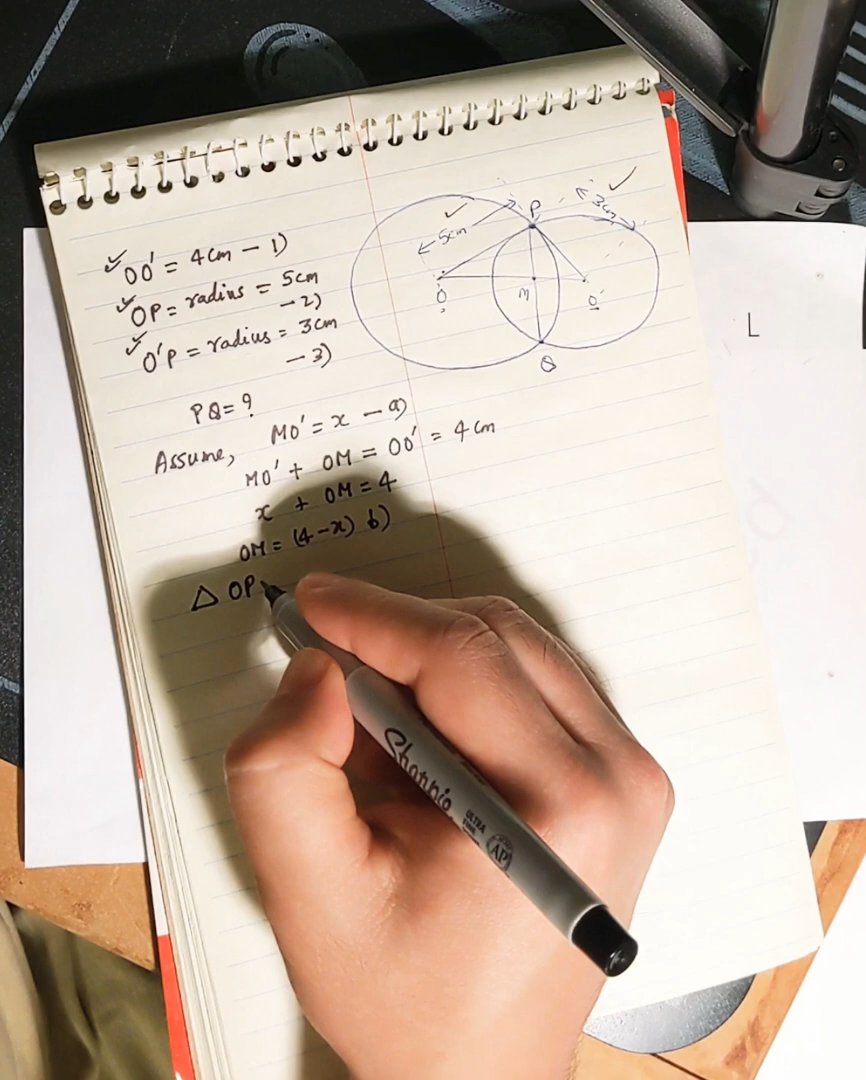 OO' = 4cm - 1)
OP = radius = 5cm
- 2)
O'P = radius = 3cm
- 3)
5cm
P
3cm
O
M
O'
Q
PQ = ?
Assume, MO' = x - a)
MO' + OM = OO' = 4cm
x + OM = 4
OM = (4-x) b)
△ OP
Sharpie
ULTRA
FINE
AP
L